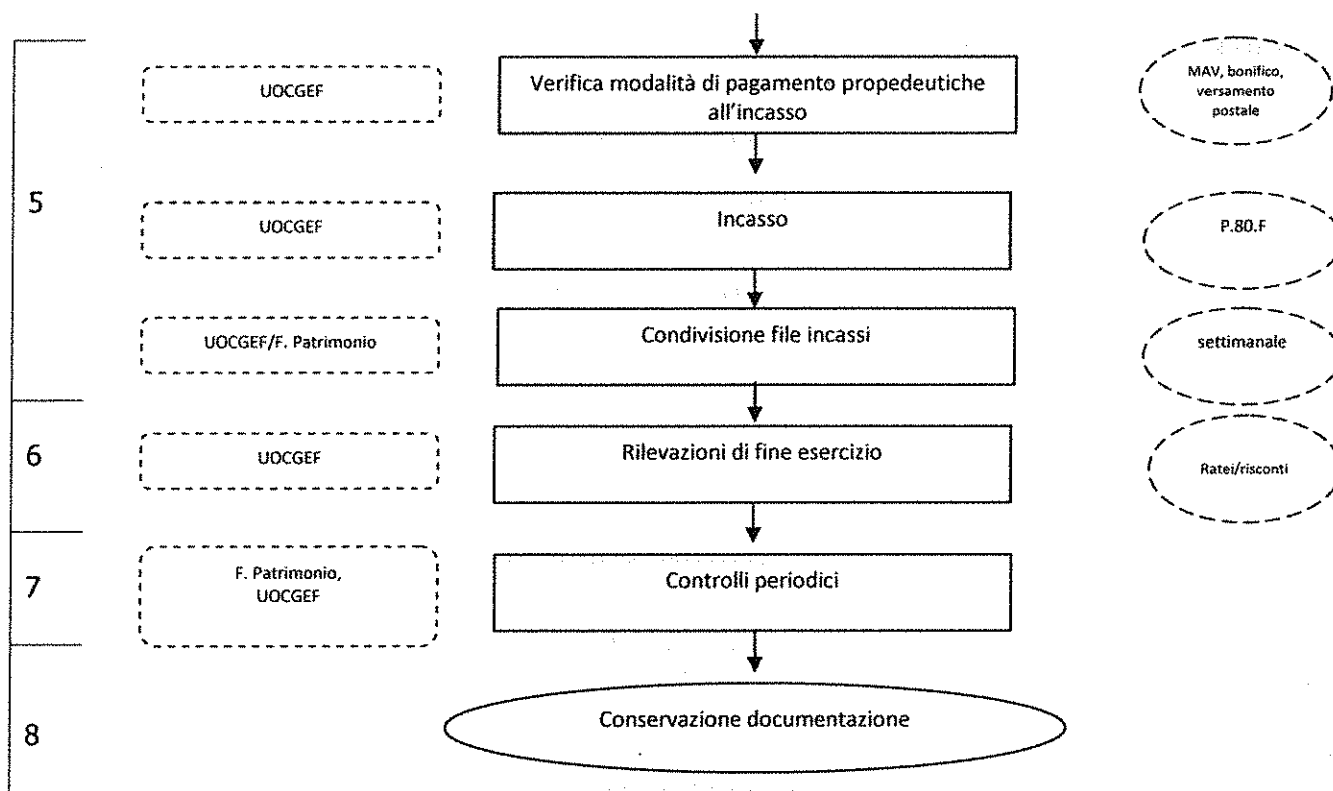 UOCGEF
Verifica modalità di pagamento propedeutiche
all'incasso
MAV, bonifico,
versamento
postale
5
UOCGEF
Incasso
P.80.F
UOCGEF/F. Patrimonio
Condivisione file incassi
settimanale
6
UOCGEF
Rilevazioni di fine esercizio
Ratei/risconti
7
F. Patrimonio,
UOCGEF
Controlli periodici
8
Conservazione documentazione